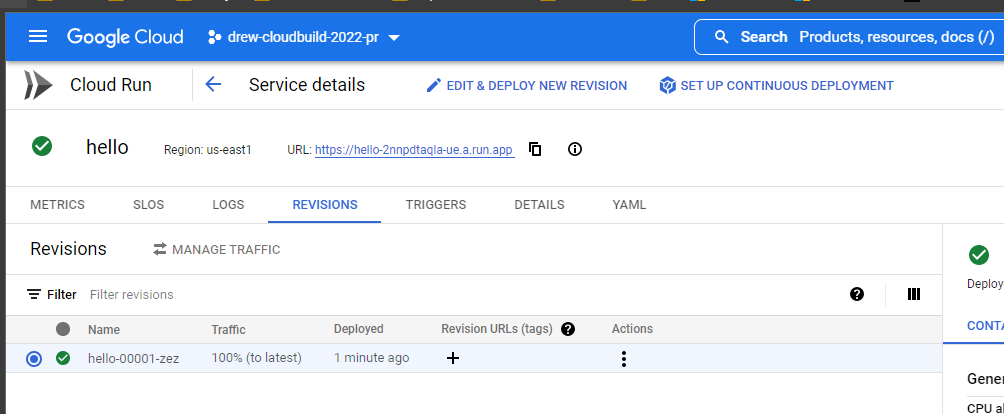 Google Cloud drew-cloudbuild-2022-pr Search Products, resources, docs (/)
Cloud Run Service details EDIT & DEPLOY NEW REVISION SET UP CONTINUOUS DEPLOYMENT
hello Region: us-east1 URL: https://hello-2nnpdtaqla-ue.a.run.app
METRICS SLOS LOGS REVISIONS TRIGGERS DETAILS YAML
Revisions MANAGE TRAFFIC
Filter Filter revisions
Deploy
Name Traffic Deployed Revision URLs (tags) Actions
CONTA
hello-00001-zez 100% (to latest) 1 minute ago
Gener
CPU al